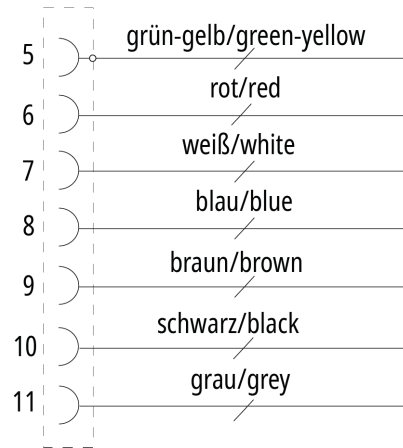 5 grün-gelb/green-yellow
6 rot/red
7 weiß/white
8 blau/blue
9 braun/brown
10 schwarz/black
11 grau/grey